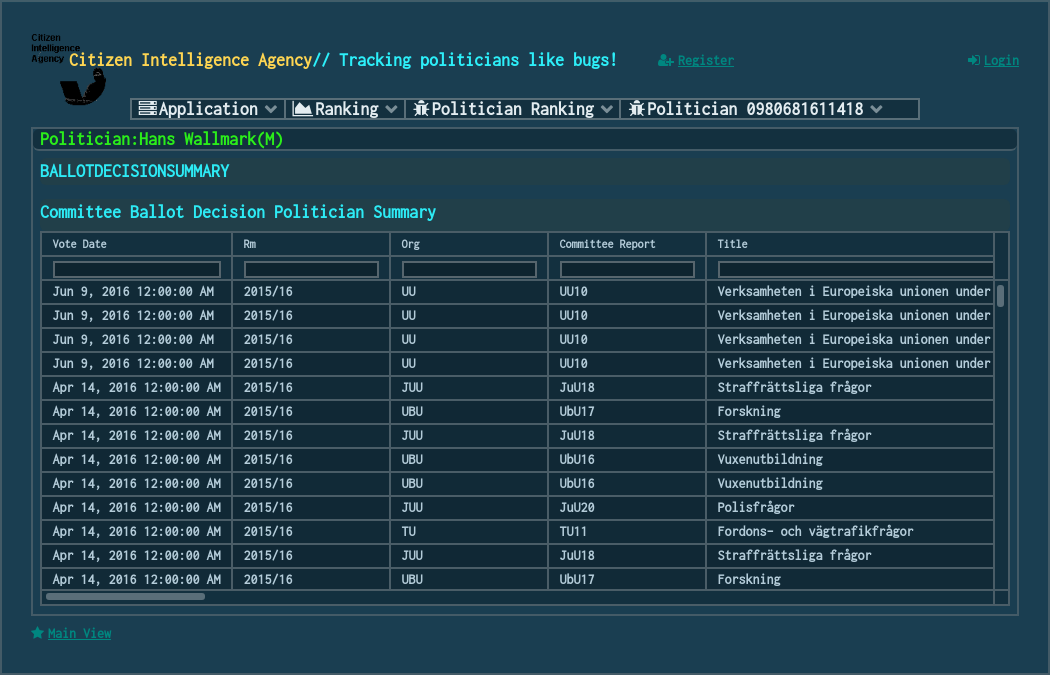 Citizen
Intelligence
Agency
Citizen Intelligence Agency// Tracking politicians like bugs!
Register
Login
Application Ranking Politician Ranking Politician 0980681611418
Politician:Hans Wallmark(M)
BALLOTDECISIONSUMMARY
Committee Ballot Decision Politician Summary
Vote Date Rm Org Committee Report Title
Jun 9, 2016 12:00:00 AM 2015/16 UU UU10 Verksamheten i Europeiska unionen under
Jun 9, 2016 12:00:00 AM 2015/16 UU UU10 Verksamheten i Europeiska unionen under
Jun 9, 2016 12:00:00 AM 2015/16 UU UU10 Verksamheten i Europeiska unionen under
Jun 9, 2016 12:00:00 AM 2015/16 UU UU10 Verksamheten i Europeiska unionen under
Apr 14, 2016 12:00:00 AM 2015/16 JUU JuU18 Straffrättsliga frågor
Apr 14, 2016 12:00:00 AM 2015/16 UBU UbU17 Forskning
Apr 14, 2016 12:00:00 AM 2015/16 JUU JuU18 Straffrättsliga frågor
Apr 14, 2016 12:00:00 AM 2015/16 UBU UbU16 Vuxenutbildning
Apr 14, 2016 12:00:00 AM 2015/16 UBU UbU16 Vuxenutbildning
Apr 14, 2016 12:00:00 AM 2015/16 JUU JuU20 Polisfrågor
Apr 14, 2016 12:00:00 AM 2015/16 TU TU11 Fordons- och vägtrafikfrågor
Apr 14, 2016 12:00:00 AM 2015/16 JUU JuU18 Straffrättsliga frågor
Apr 14, 2016 12:00:00 AM 2015/16 UBU UbU17 Forskning
Main View